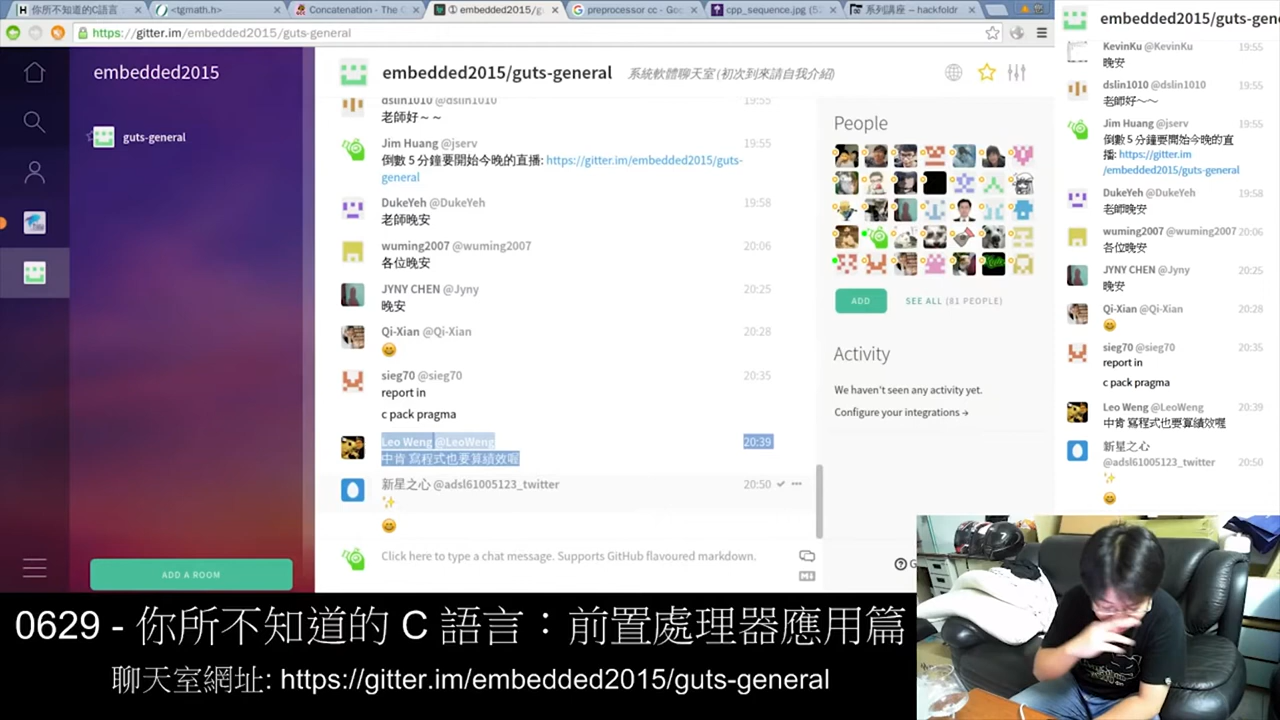 你所不知道的C語言
<tgmath.h>
Concatenation - The C
① embedded2015/g
preprocessor cc - Go
cpp_sequence.jpg (5
系列講座 – hackfoldr
https://gitter.im/embedded2015/guts-general
embedded2015
guts-general
ADD A ROOM
embedded2015/guts-general 系統軟體聊天室 (初次到來請自我介紹)
dslin1010 @dslin1010 19:55
老師好～～
Jim Huang @jserv 19:55
倒數 5 分鐘要開始今晚的直播: https://gitter.im/embedded2015/guts-
general
DukeYeh @DukeYeh 19:58
老師晚安
wuming2007 @wuming2007 20:06
各位晚安
JYNY CHEN @Jyny 20:25
晚安
Qi-Xian @Qi-Xian 20:28
sieg70 @sieg70 20:35
report in
c pack pragma
Leo Weng @LeoWeng 20:39
中肯 寫程式也要算績效喔
新星之心 @adsl61005123_twitter 20:50
Click here to type a chat message. Supports GitHub flavoured markdown.
People
ADD SEE ALL (81 PEOPLE)
Activity
We haven't seen any activity yet.
Configure your integrations →
embedded2015/guts-gen
KevinKu @KevinKu 19:55
晚安
dslin1010 @dslin1010 19:55
老師好～～
Jim Huang @jserv 19:55
倒數 5 分鐘要開始今晚的直
播: https://gitter.im
/embedded2015/guts-general
DukeYeh @DukeYeh 19:58
老師晚安
wuming2007 @wuming2007 20:06
各位晚安
JYNY CHEN @Jyny 20:25
晚安
Qi-Xian @Qi-Xian 20:28
sieg70 @sieg70 20:35
report in
c pack pragma
Leo Weng @LeoWeng 20:39
中肯 寫程式也要算績效喔
新星之心
@adsl61005123_twitter 20:50
0629 - 你所不知道的 C 語言：前置處理器應用篇
聊天室網址: https://gitter.im/embedded2015/guts-general